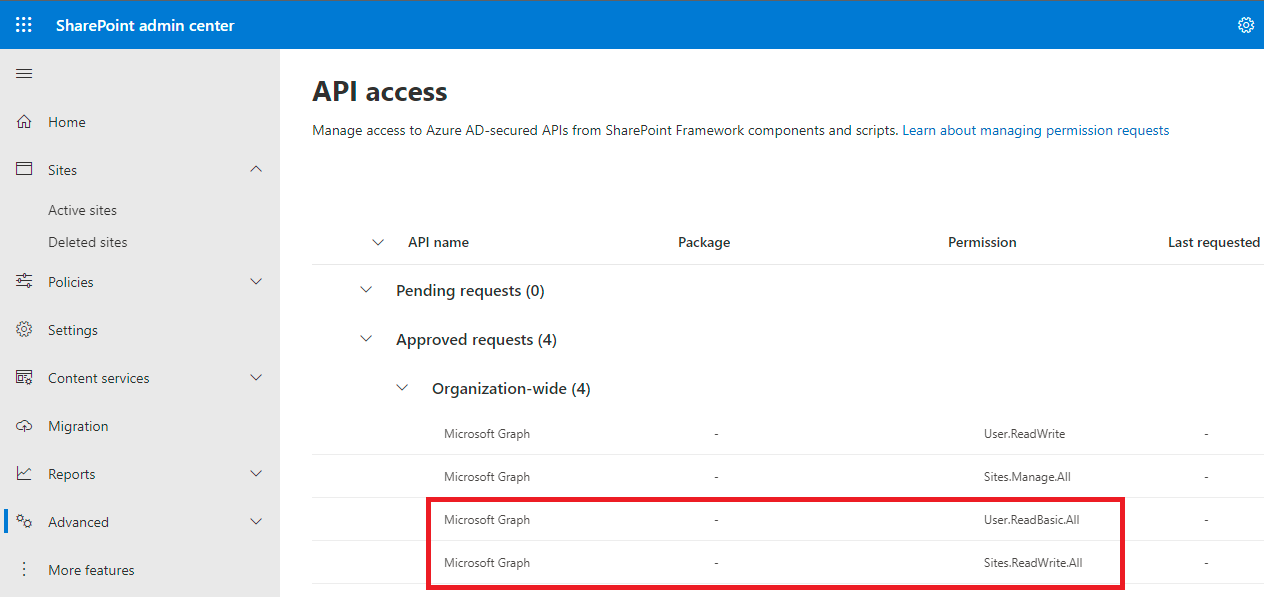 SharePoint admin center
Home
Sites
Active sites
Deleted sites
Policies
Settings
Content services
Migration
Reports
Advanced
More features
API access
Manage access to Azure AD-secured APIs from SharePoint Framework components and scripts. Learn about managing permission requests
API name Package Permission Last requested
Pending requests (0)
Approved requests (4)
Organization-wide (4)
Microsoft Graph - User.ReadWrite -
Microsoft Graph - Sites.Manage.All -
Microsoft Graph - User.ReadBasic.All -
Microsoft Graph - Sites.ReadWrite.All -